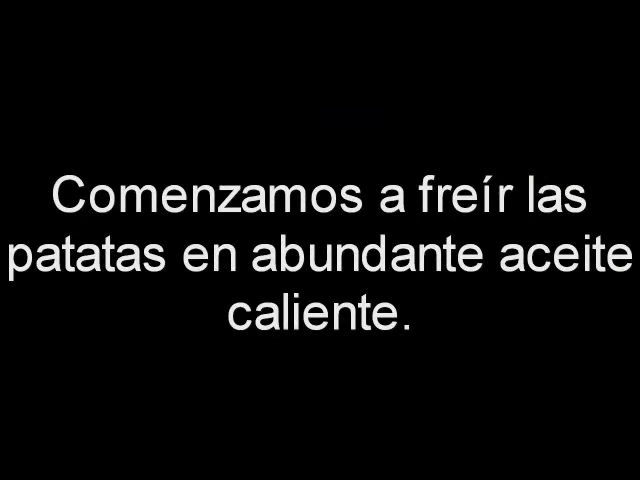 Comenzamos a freír las
patatas en abundante aceite
caliente.